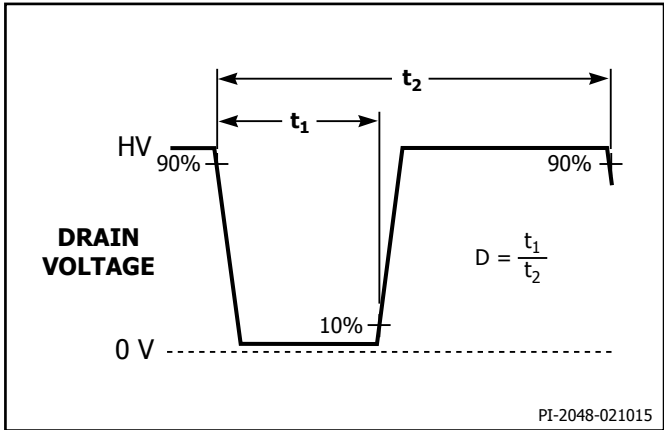 t2
t1
HV
90%
90%
DRAIN
VOLTAGE
D = t1
t2
10%
0 V
PI-2048-021015